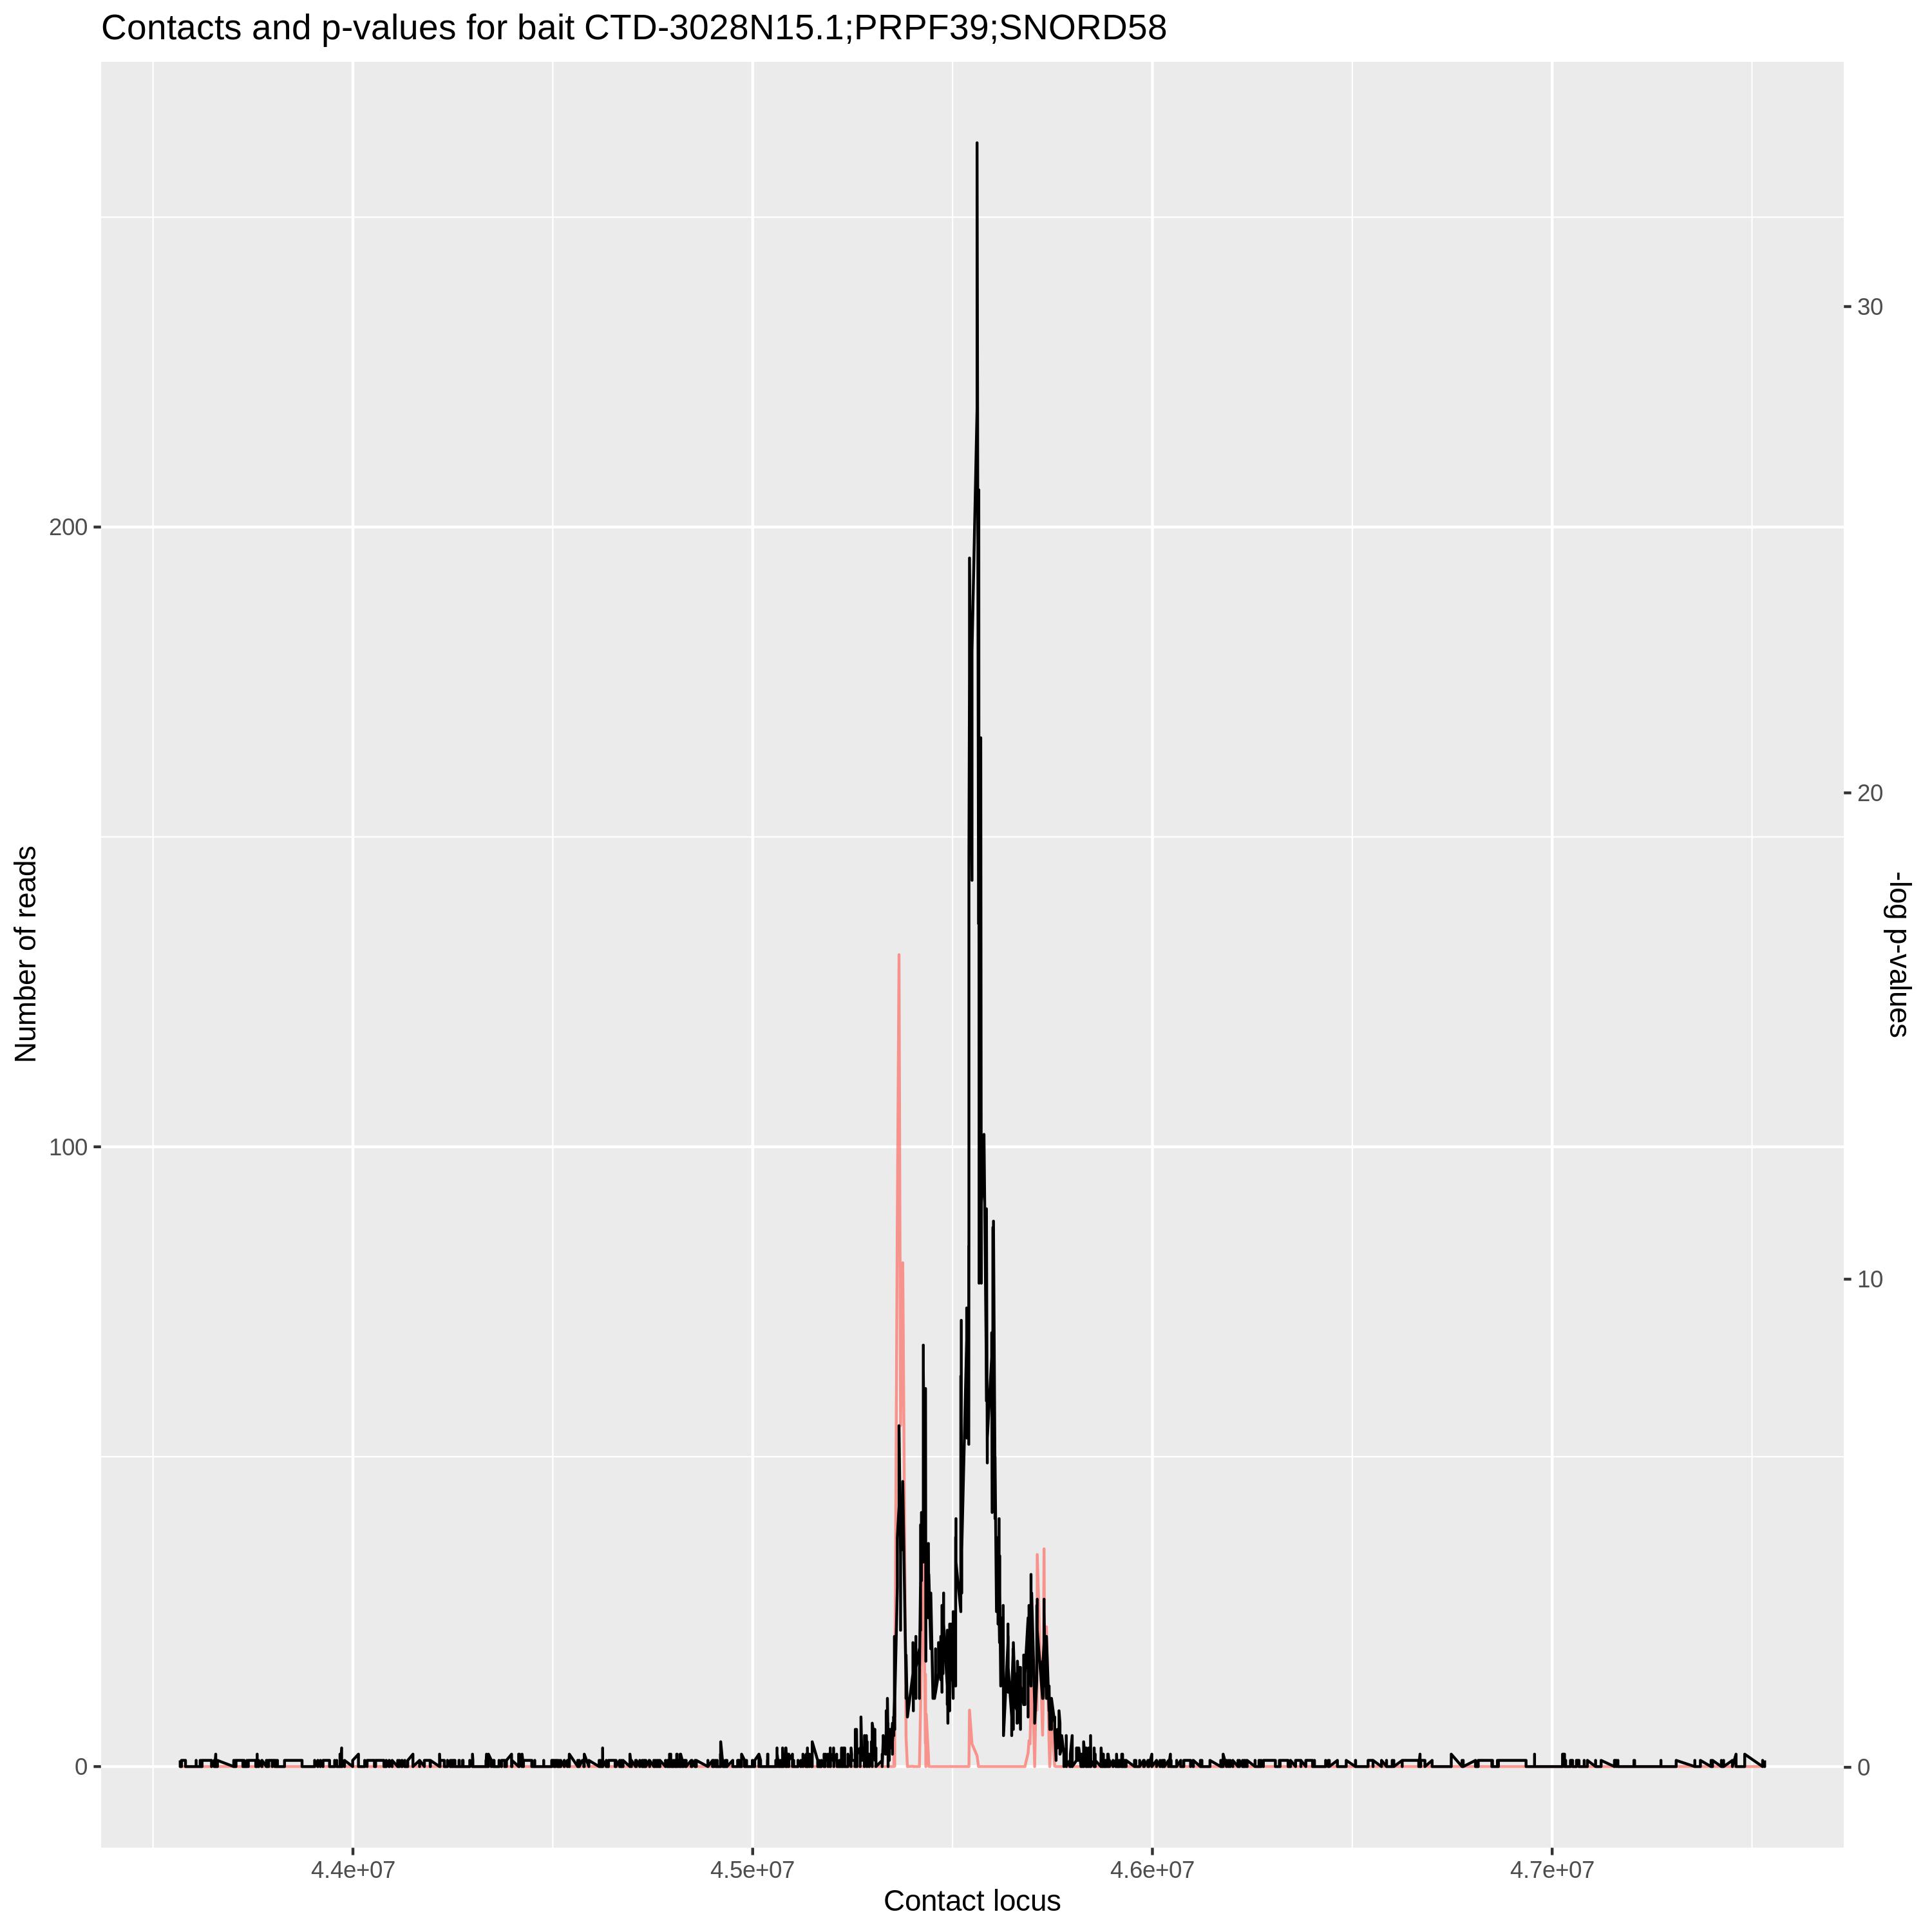 Contacts and p-values for bait CTD-3028N15.1;PRPF39;SNORD58
Number of reads
200
100
0
30
20
10
0
-log p-values
4.4e+07
4.5e+07
4.6e+07
4.7e+07
Contact locus